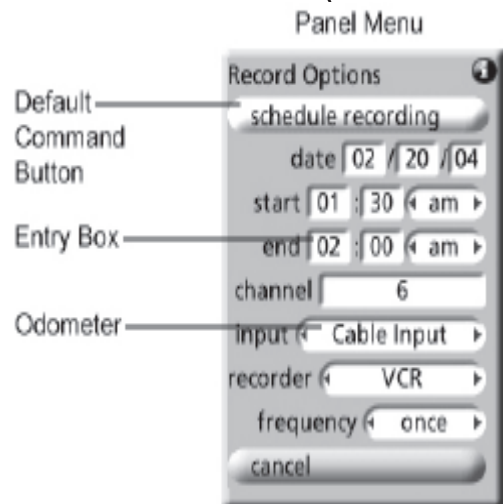 Panel Menu
Record Options i
Default Command Button
schedule recording
date 02 / 20 / 04
start 01 : 30 am
Entry Box
end 02 : 00 am
channel 6
Odometer
input Cable Input
recorder VCR
frequency once
cancel